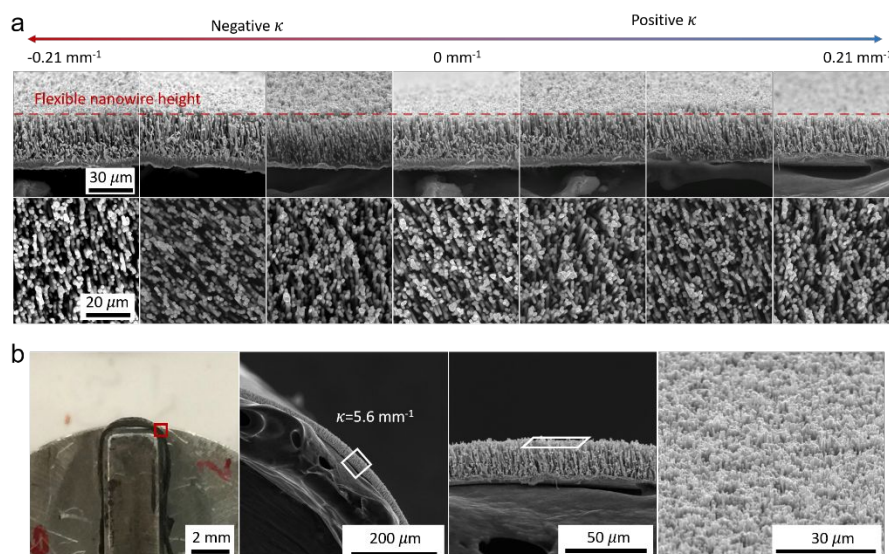 a
Negative κ
Positive κ
-0.21 mm⁻¹
0 mm⁻¹
0.21 mm⁻¹
Flexible nanowire height
30 μm
20 μm
b
κ=5.6 mm⁻¹
2 mm
200 μm
50 μm
30 μm